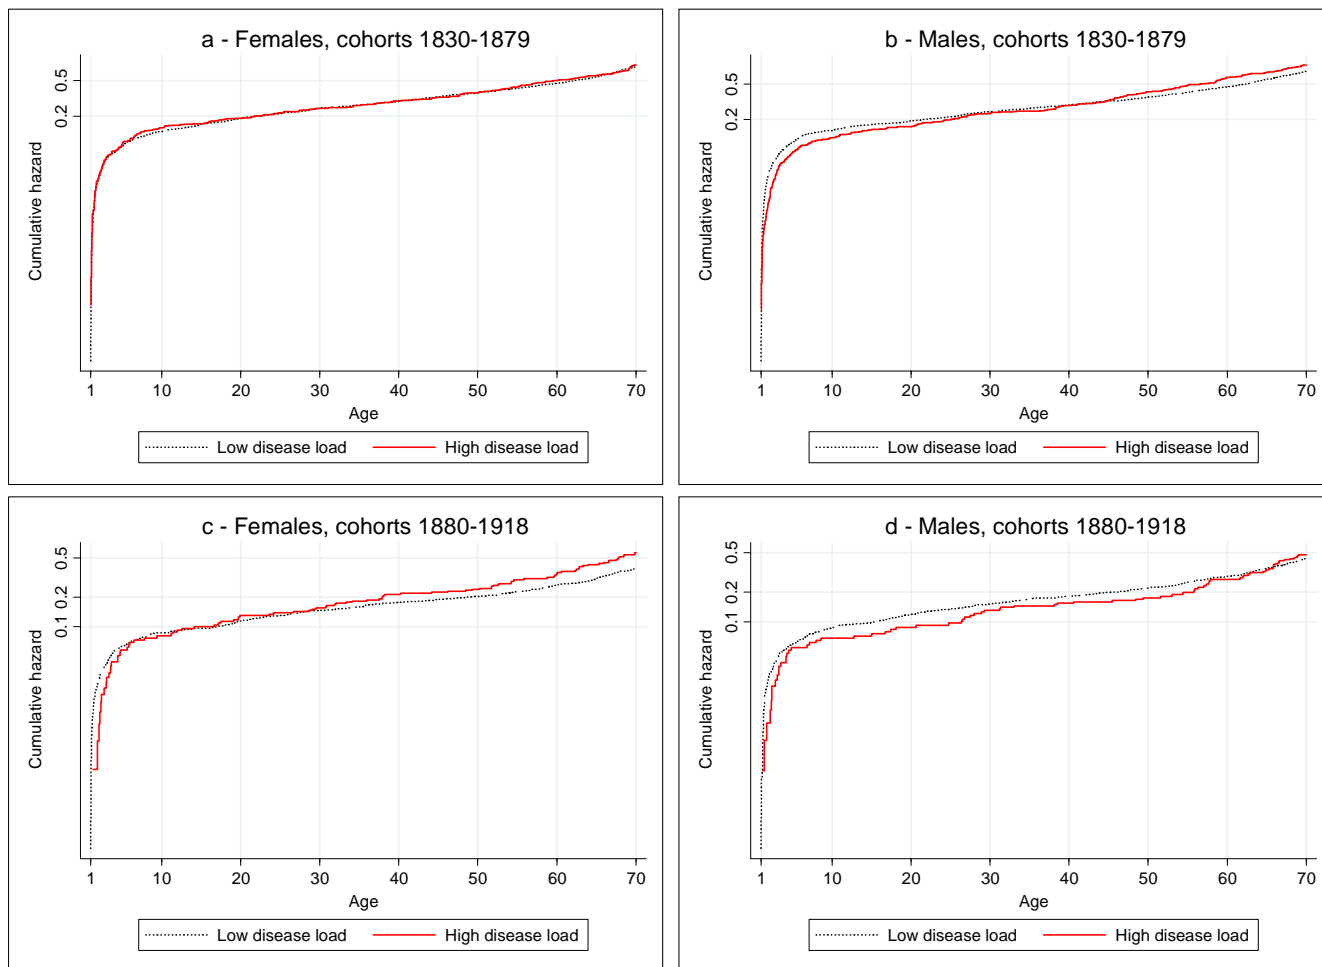 a - Females, cohorts 1830-1879
0.5
0.2
Cumulative hazard
1 10 20 30 40 50 60 70
Age
Low disease load High disease load
b - Males, cohorts 1830-1879
0.5
0.2
Cumulative hazard
1 10 20 30 40 50 60 70
Age
Low disease load High disease load
c - Females, cohorts 1880-1918
0.5
0.2
0.1
Cumulative hazard
1 10 20 30 40 50 60 70
Age
Low disease load High disease load
d - Males, cohorts 1880-1918
0.5
0.2
0.1
Cumulative hazard
1 10 20 30 40 50 60 70
Age
Low disease load High disease load